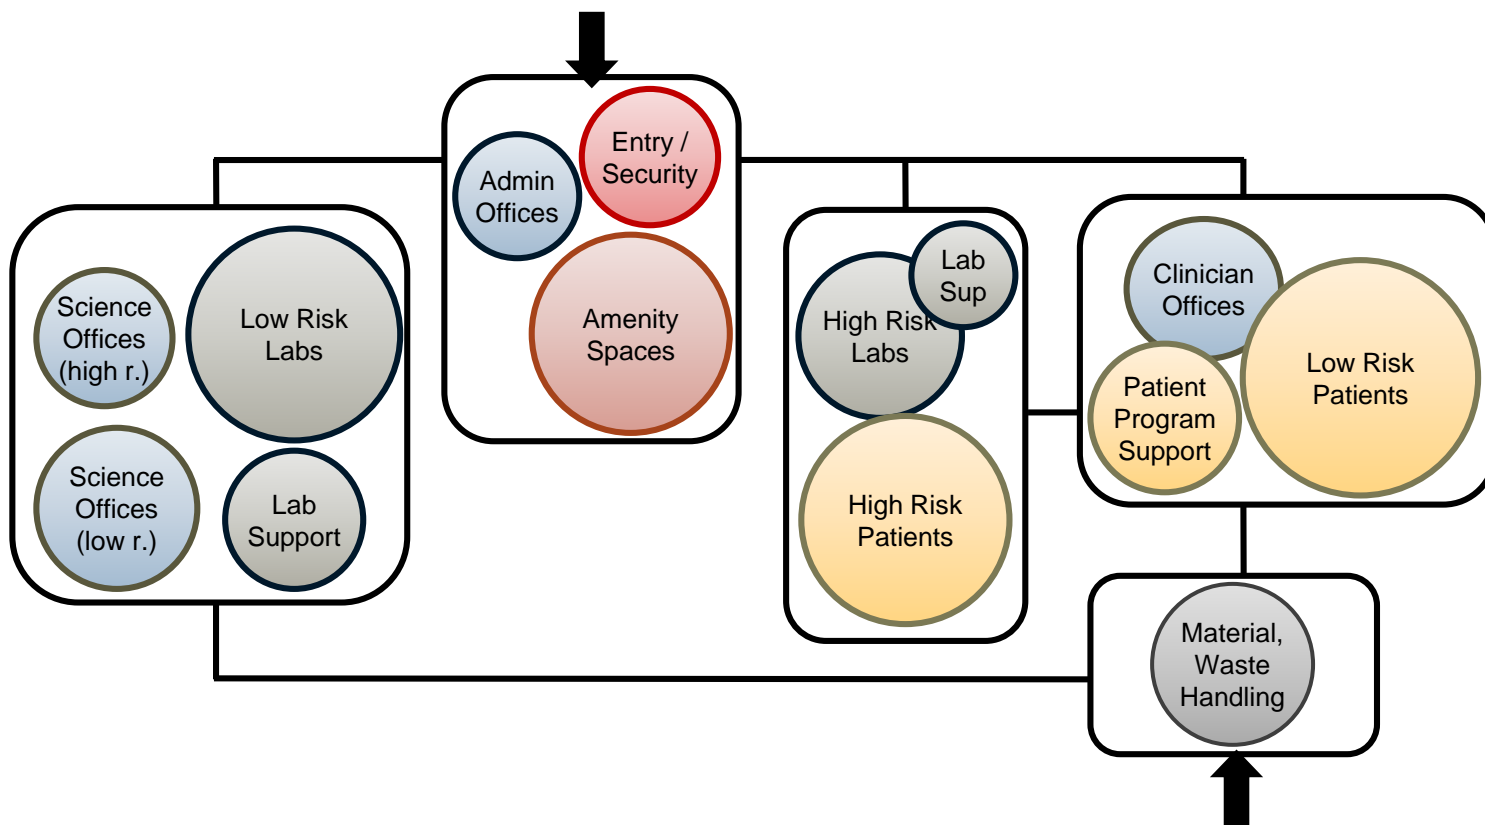 Entry /
Security
Admin
Offices
Amenity
Spaces
Science
Offices
(high r.)
Low Risk
Labs
Science
Offices
(low r.)
Lab
Support
Lab
Sup
High Risk
Labs
High Risk
Patients
Clinician
Offices
Patient
Program
Support
Low Risk
Patients
Material,
Waste
Handling